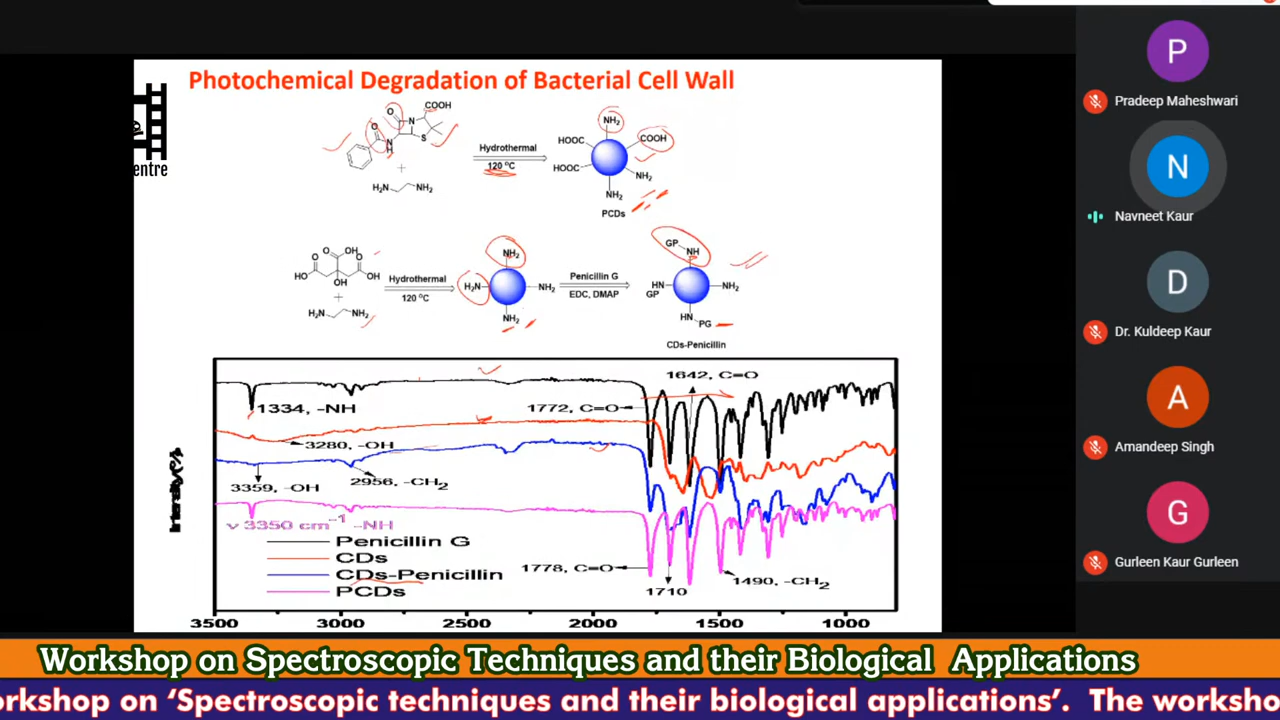 Photochemical Degradation of Bacterial Cell Wall
entre
COOH
O
O
N
N
H
S
+
H₂N NH₂
Hydrothermal
120 ⁰C
NH₂
HOOC
COOH
HOOC
NH₂
NH₂
PCDs
O OH
O O
HO OH
OH
+
H₂N NH₂
Hydrothermal
120 ⁰C
NH₂
H₂N
NH₂
NH₂
Penicillin G
EDC, DMAP
GP NH
HN NH₂
GP
HN PG
CDs-Penicillin
1642, C=O
1772, C=O
1334, -NH
3280, -OH
3359, -OH
2956, -CH₂
ν 3350 cm⁻¹ -NH
Penicillin G
CDs
CDs-Penicillin
PCDs
1778, C=O
1710
1490, -CH₂
Intensity(%)
3500 3000 2500 2000 1500 1000
P
Pradeep Maheshwari
N
Navneet Kaur
D
Dr. Kuldeep Kaur
A
Amandeep Singh
G
Gurleen Kaur Gurleen
Workshop on Spectroscopic Techniques and their Biological Applications
orkshop on ‘Spectroscopic techniques and their biological applications’. The worksho